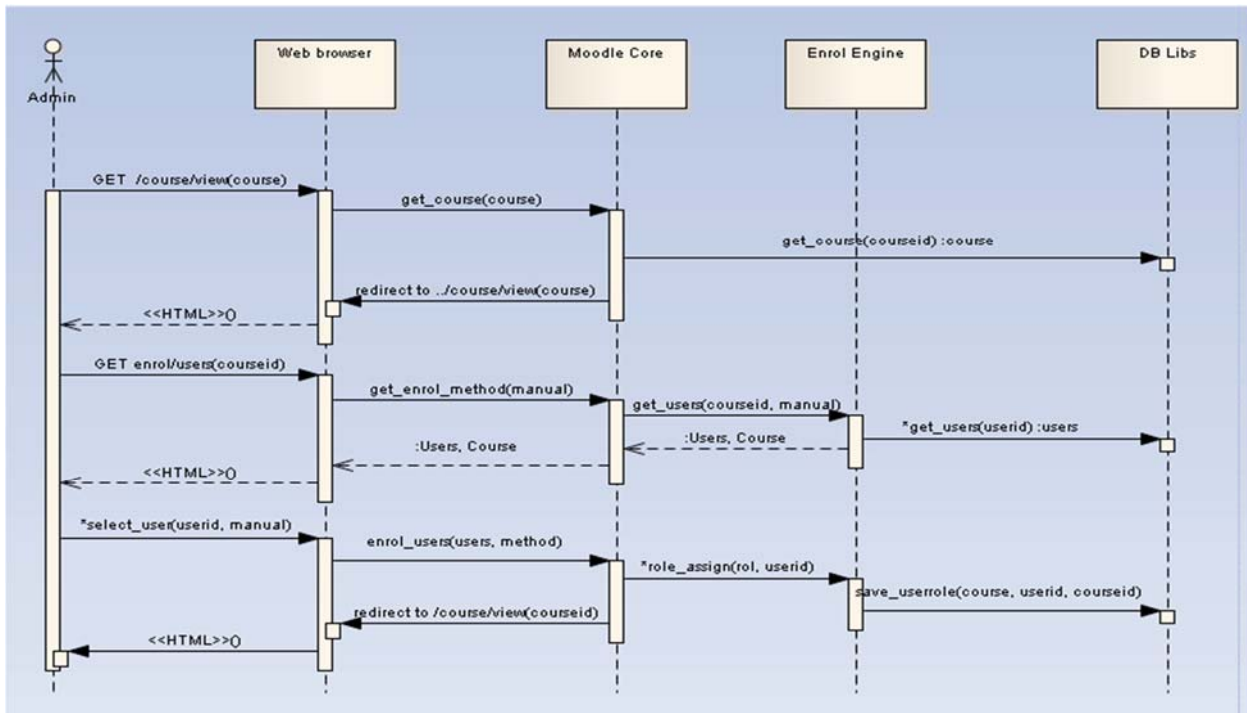 Web browser
Moodle Core
Enrol Engine
DB Libs
Admin
GET /course/view(course)
get_course(course)
get_course(courseid) :course
redirect to ../course/view(course)
<<HTML>>()
GET enrol/users(courseid)
get_enrol_method(manual)
get_users(courseid, manual)
*get_users(userid) :users
:Users, Course
:Users, Course
<<HTML>>()
*select_user(userid, manual)
enrol_users(users, method)
*role_assign(rol, userid)
save_userrole(course, userid, courseid)
redirect to /course/view(courseid)
<<HTML>>()